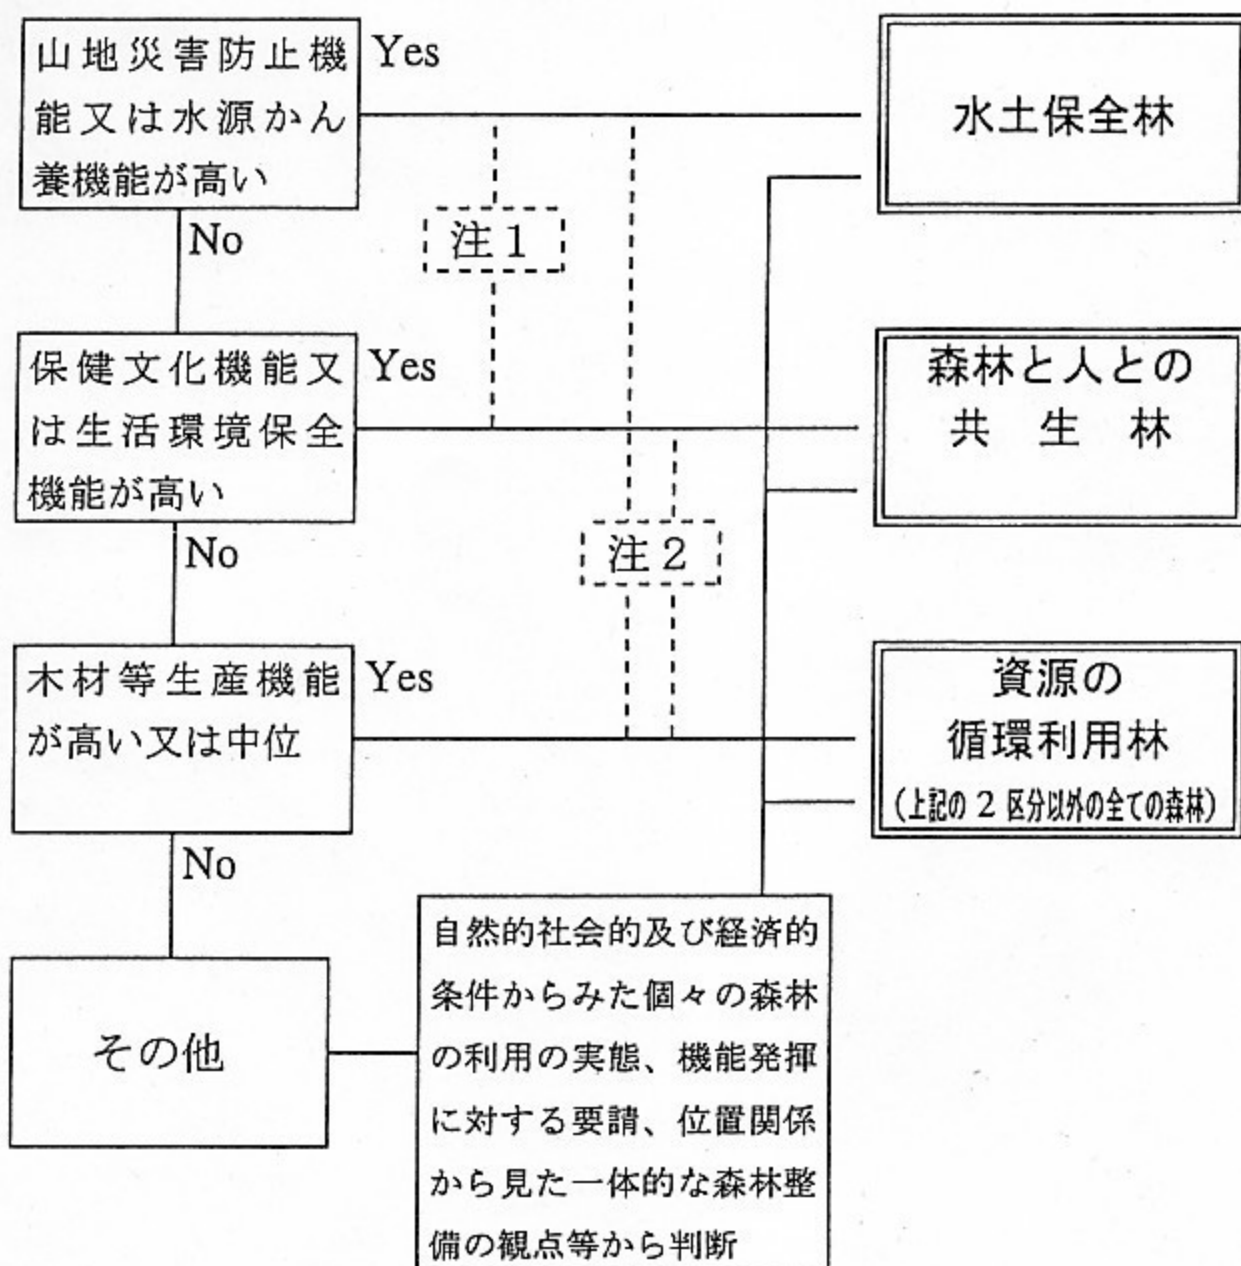 山地災害防止機
能又は水源かん
養機能が高い
Yes
水土保全林
No
注1
保健文化機能又
は生活環境保全
機能が高い
Yes
森林と人との
共生林
No
注2
木材等生産機能
が高い又は中位
Yes
資源の
循環利用林
(上記の2区分以外の全ての森林)
No
その他
自然的社会的及び経済的
条件からみた個々の森林
の利用の実態、機能発揮
に対する要請、位置関係
から見た一体的な森林整
備の観点等から判断